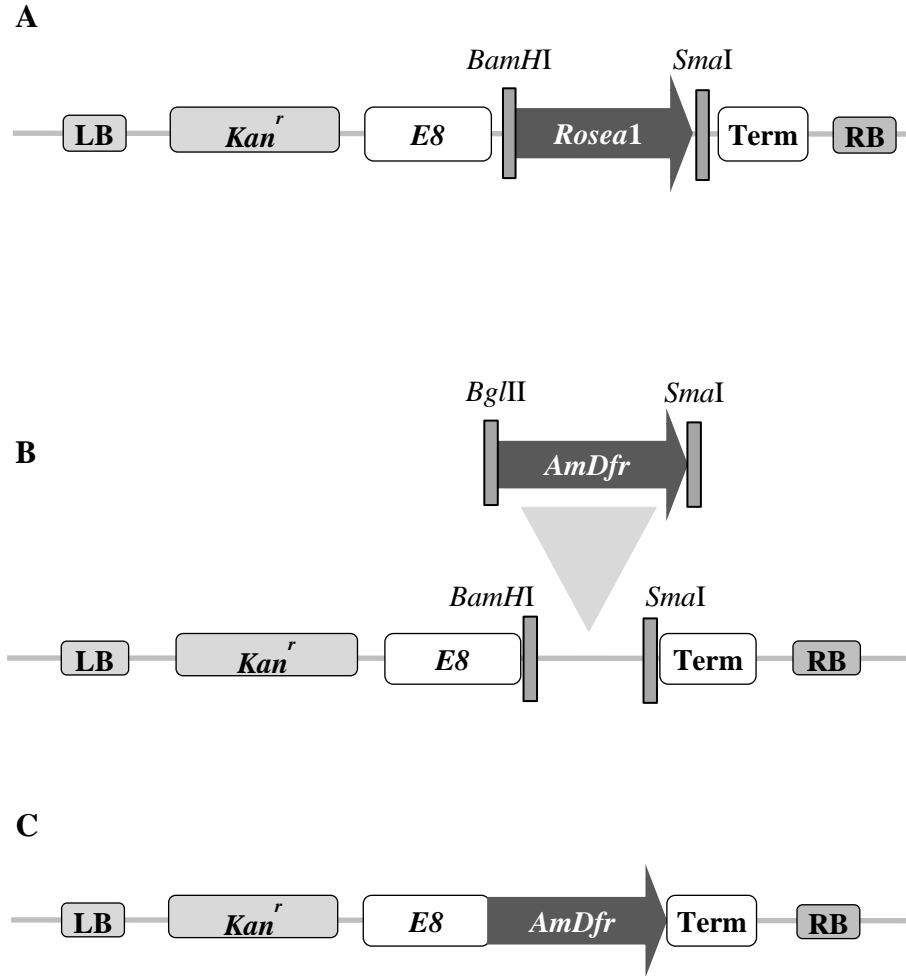 A
BamHI SmaI
LB Kan^r E8 Rosea1 Term RB
BglII SmaI
B
AmDfr
BamHI SmaI
LB Kan^r E8 Term RB
C
LB Kan^r E8 AmDfr Term RB